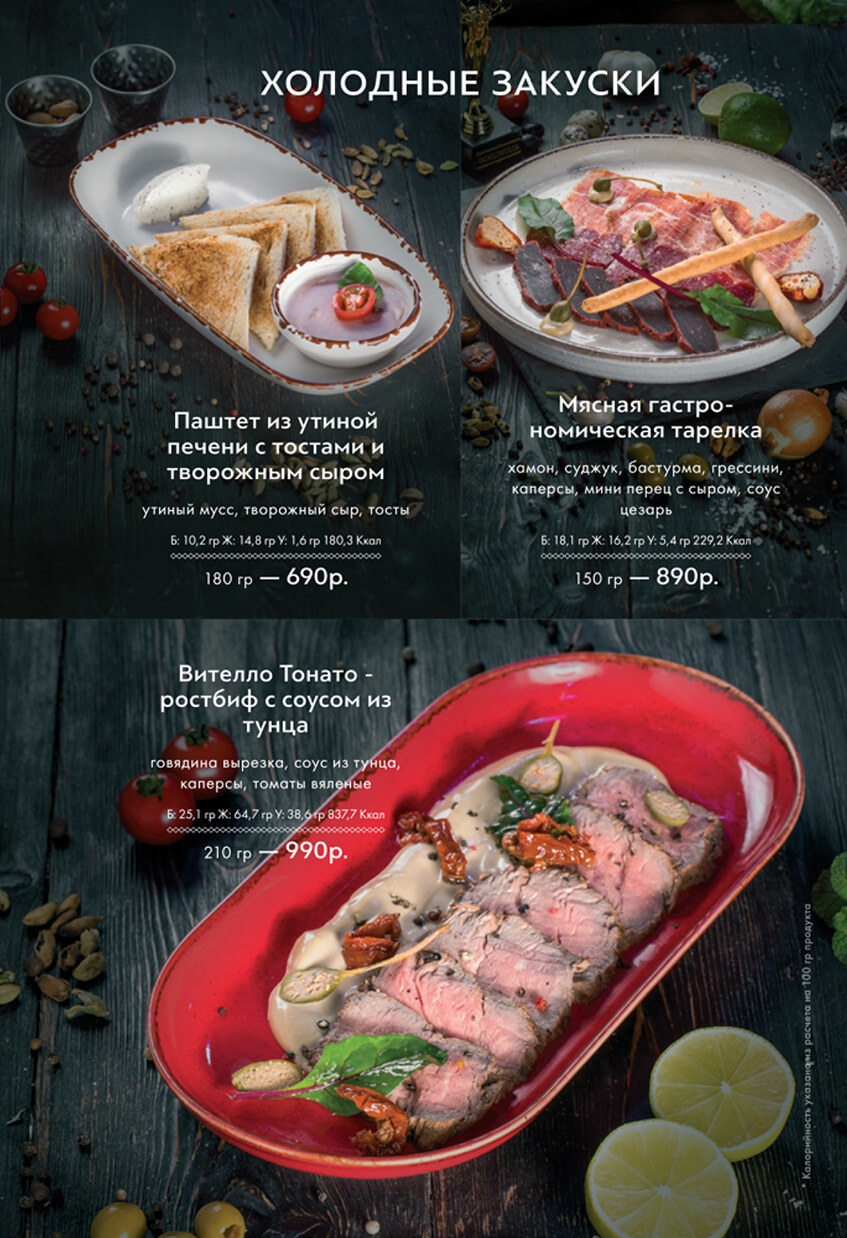 ХОЛОДНЫЕ ЗАКУСКИ
Паштет из утиной
печени с тостами и
творожным сыром
утиный мусс, творожный сыр, тосты
Б: 10,2 гр Ж: 14,8 гр У: 1,6 гр 180,3 Ккал
180 гр — 690р.
Мясная гастро-
номическая тарелка
хамон, суджук, бастурма, грессини,
каперсы, мини перец с сыром, соус
цезарь
Б: 18,1 гр Ж: 16,2 гр У: 5,4 гр 229,2 Ккал
150 гр — 890р.
Вителло Тонато -
ростбиф с соусом из
тунца
говядина вырезка, соус из тунца,
каперсы, томаты вяленые
Б: 25,1 гр Ж: 64,7 гр У: 38,6 гр 837,7 Ккал
210 гр — 990р.
* Калорийность указана из расчета на 100 гр продукта